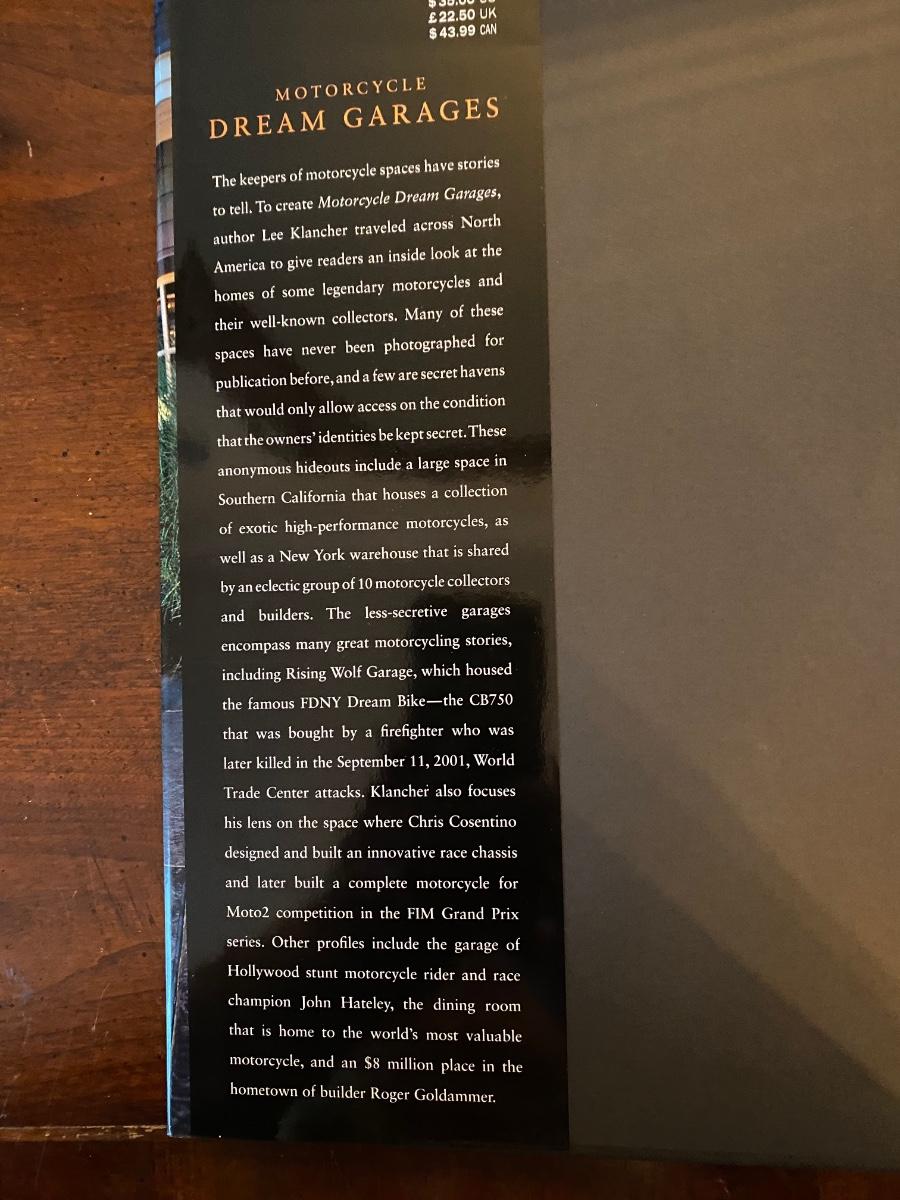 $35.00 US
£22.50 UK
$43.99 CAN
MOTORCYCLE
DREAM GARAGES
The keepers of motorcycle spaces have stories
to tell. To create Motorcycle Dream Garages,
author Lee Klancher traveled across North
America to give readers an inside look at the
homes of some legendary motorcycles and
their well-known collectors. Many of these
spaces have never been photographed for
publication before, and a few are secret havens
that would only allow access on the condition
that the owners' identities be kept secret. These
anonymous hideouts include a large space in
Southern California that houses a collection
of exotic high-performance motorcycles, as
well as a New York warehouse that is shared
by an eclectic group of 10 motorcycle collectors
and builders. The less-secretive garages
encompass many great motorcycling stories,
including Rising Wolf Garage, which housed
the famous FDNY Dream Bike—the CB750
that was bought by a firefighter who was
later killed in the September 11, 2001, World
Trade Center attacks. Klancher also focuses
his lens on the space where Chris Cosentino
designed and built an innovative race chassis
and later built a complete motorcycle for
Moto2 competition in the FIM Grand Prix
series. Other profiles include the garage of
Hollywood stunt motorcycle rider and race
champion John Hateley, the dining room
that is home to the world's most valuable
motorcycle, and an $8 million place in the
hometown of builder Roger Goldammer.